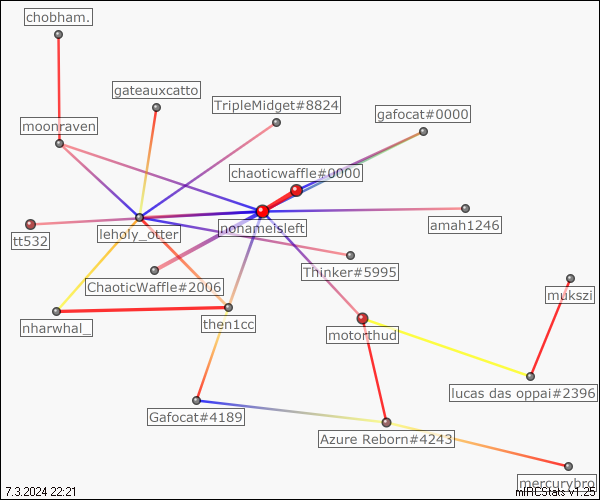 chobham.
gateauxcatto
TripleMidget#8824
gafocat#0000
moonraven
chaoticwaffle#0000
nonameisleft
amah1246
leholy_otter
tt532
Thinker#5995
ChaoticWaffle#2006
mukszi
nharwhal_
then1cc
motorthud
lucas das oppai#2396
Gafocat#4189
Azure Reborn#4243
mercurybro
7.3.2024 22:21
mIRCStats v1.25